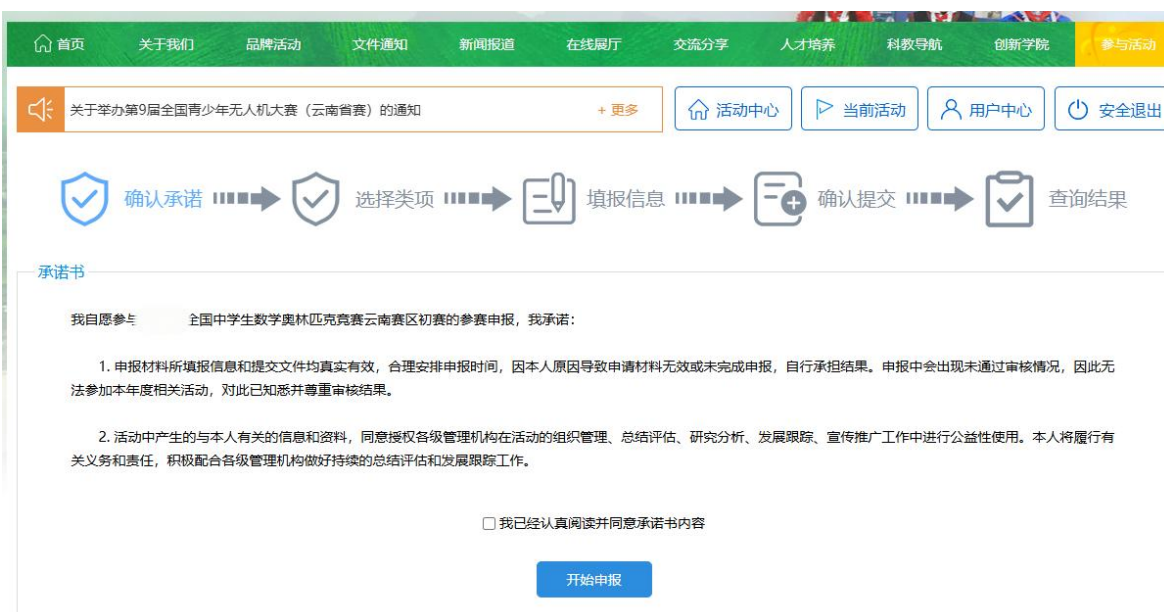 首页 关于我们 品牌活动 文件通知 新闻报道 在线展厅 交流分享 人才培养 科教导航 创新学院 参与活动
关于举办第9届全国青少年无人机大赛（云南省赛）的通知 + 更多 活动中心 当前活动 用户中心 安全退出
确认承诺 选择类项 填报信息 确认提交 查询结果
承诺书
我自愿参与 全国中学生数学奥林匹克竞赛云南赛区初赛的参赛申报，我承诺：
1. 申报材料所填报信息和提交文件均真实有效，合理安排申报时间，因本人原因导致申请材料无效或未完成申报，自行承担结果。申报中会出现未通过审核情况，因此无
法参加本年度相关活动，对此已知悉并尊重审核结果。
2. 活动中产生的与本人有关的信息和资料，同意授权各级管理机构在活动的组织管理、总结评估、研究分析、发展跟踪、宣传推广工作中进行公益性使用。本人将履行有
关义务和责任，积极配合各级管理机构做好持续的总结评估和发展跟踪工作。
我已经认真阅读并同意承诺书内容
开始申报